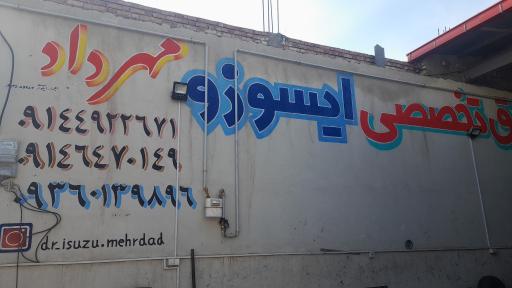 تخصصی ایسوزو
مهرداد
۰۹۱۴۴۹۲۲۶۷۱
۰۹۱۴۶۴۷۰۱۴۹
۰۹۳۶۰۱۳۹۸۹۶
dr.isuzu.mehrdad